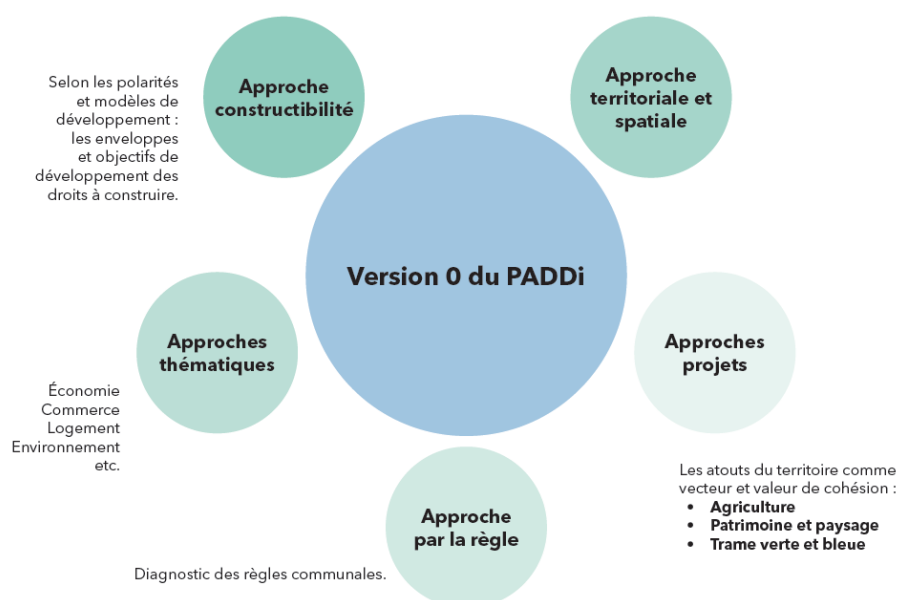 Approche
constructibilité
Selon les polarités
et modèles de
développement :
les enveloppes
et objectifs de
développement des
droits à construire.
Approche
territoriale et
spatiale
Version 0 du PADDi
Approches
thématiques
Économie
Commerce
Logement
Environnement
etc.
Approches
projets
Les atouts du territoire comme
vecteur et valeur de cohésion :
• Agriculture
• Patrimoine et paysage
• Trame verte et bleue
Approche
par la règle
Diagnostic des règles communales.